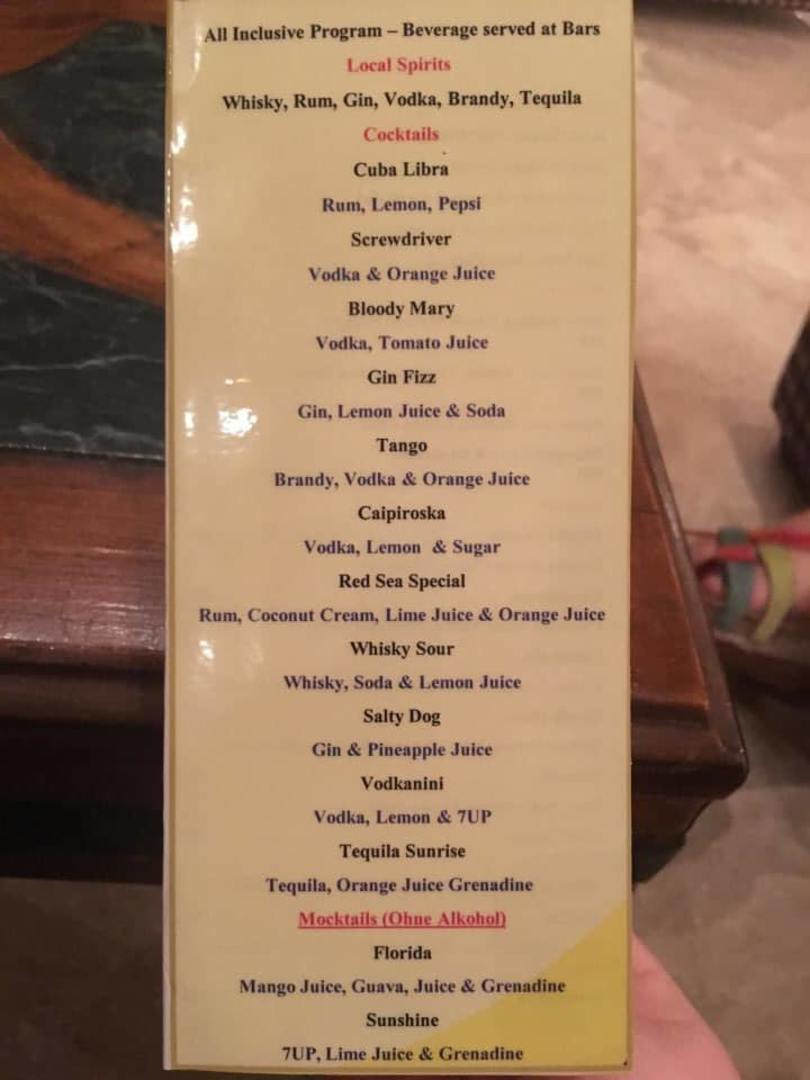 All Inclusive Program – Beverage served at Bars
Local Spirits
Whisky, Rum, Gin, Vodka, Brandy, Tequila
Cocktails
Cuba Libra
Rum, Lemon, Pepsi
Screwdriver
Vodka & Orange Juice
Bloody Mary
Vodka, Tomato Juice
Gin Fizz
Gin, Lemon Juice & Soda
Tango
Brandy, Vodka & Orange Juice
Caipiroska
Vodka, Lemon & Sugar
Red Sea Special
Rum, Coconut Cream, Lime Juice & Orange Juice
Whisky Sour
Whisky, Soda & Lemon Juice
Salty Dog
Gin & Pineapple Juice
Vodkanini
Vodka, Lemon & 7UP
Tequila Sunrise
Tequila, Orange Juice Grenadine
Mocktails (Ohne Alkohol)
Florida
Mango Juice, Guava, Juice & Grenadine
Sunshine
7UP, Lime Juice & Grenadine